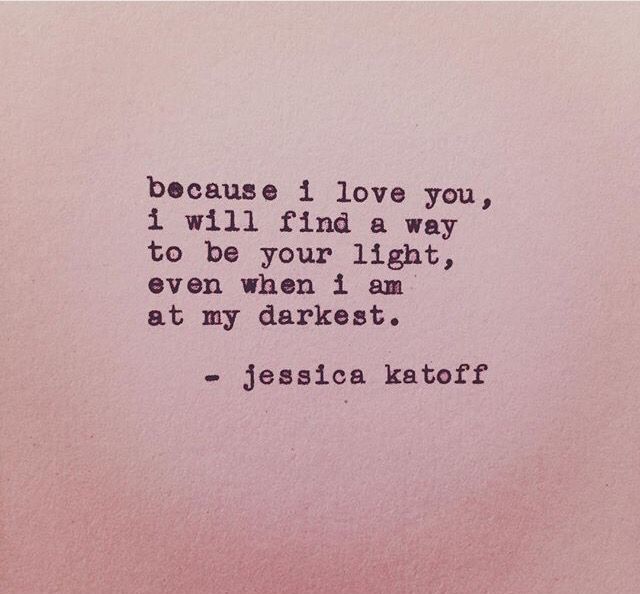 because i love you,
i will find a way
to be your light,
even when i am
at my darkest.
- jessica katoff